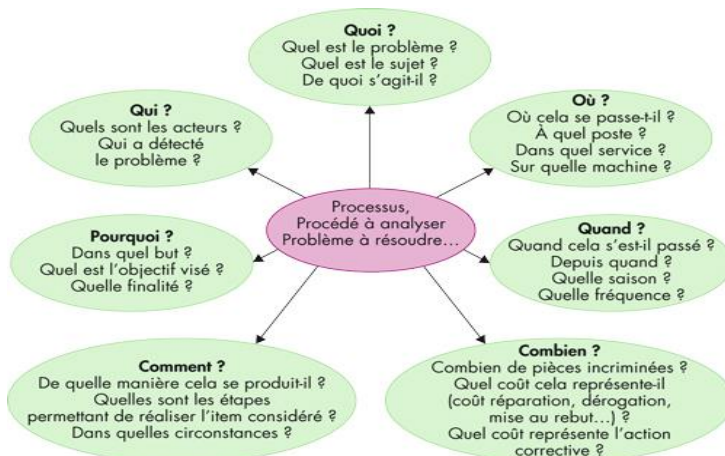 Quoi ?
Quel est le problème ?
Quel est le sujet ?
De quoi s'agit-il ?
Qui ?
Quels sont les acteurs ?
Qui a détecté
le problème ?
Où ?
Où cela se passe-t-il ?
À quel poste ?
Dans quel service ?
Sur quelle machine ?
Processus,
Procédé à analyser
Problème à résoudre...
Pourquoi ?
Dans quel but ?
Quel est l'objectif visé ?
Quelle finalité ?
Quand ?
Quand cela s'est-il passé ?
Depuis quand ?
Quelle saison ?
Quelle fréquence ?
Comment ?
De quelle manière cela se produit-il ?
Quelles sont les étapes
permettant de réaliser l'item considéré ?
Dans quelles circonstances ?
Combien ?
Combien de pièces incriminées ?
Quel coût cela représente-il
(coût réparation, dérogation,
mise au rebut...) ?
Quel coût représente l'action
corrective ?